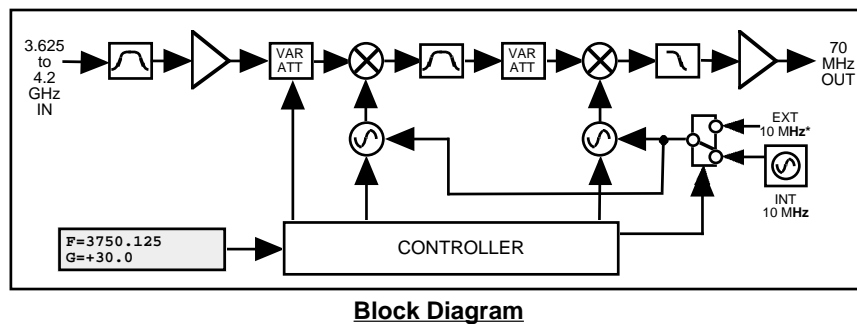 3.625
to
4.2
GHz
IN
VAR
ATT
VAR
ATT
70
MHz
OUT
EXT
10 MHz*
INT
10 MHz
F=3750.125
G=+30.0
CONTROLLER
Block Diagram